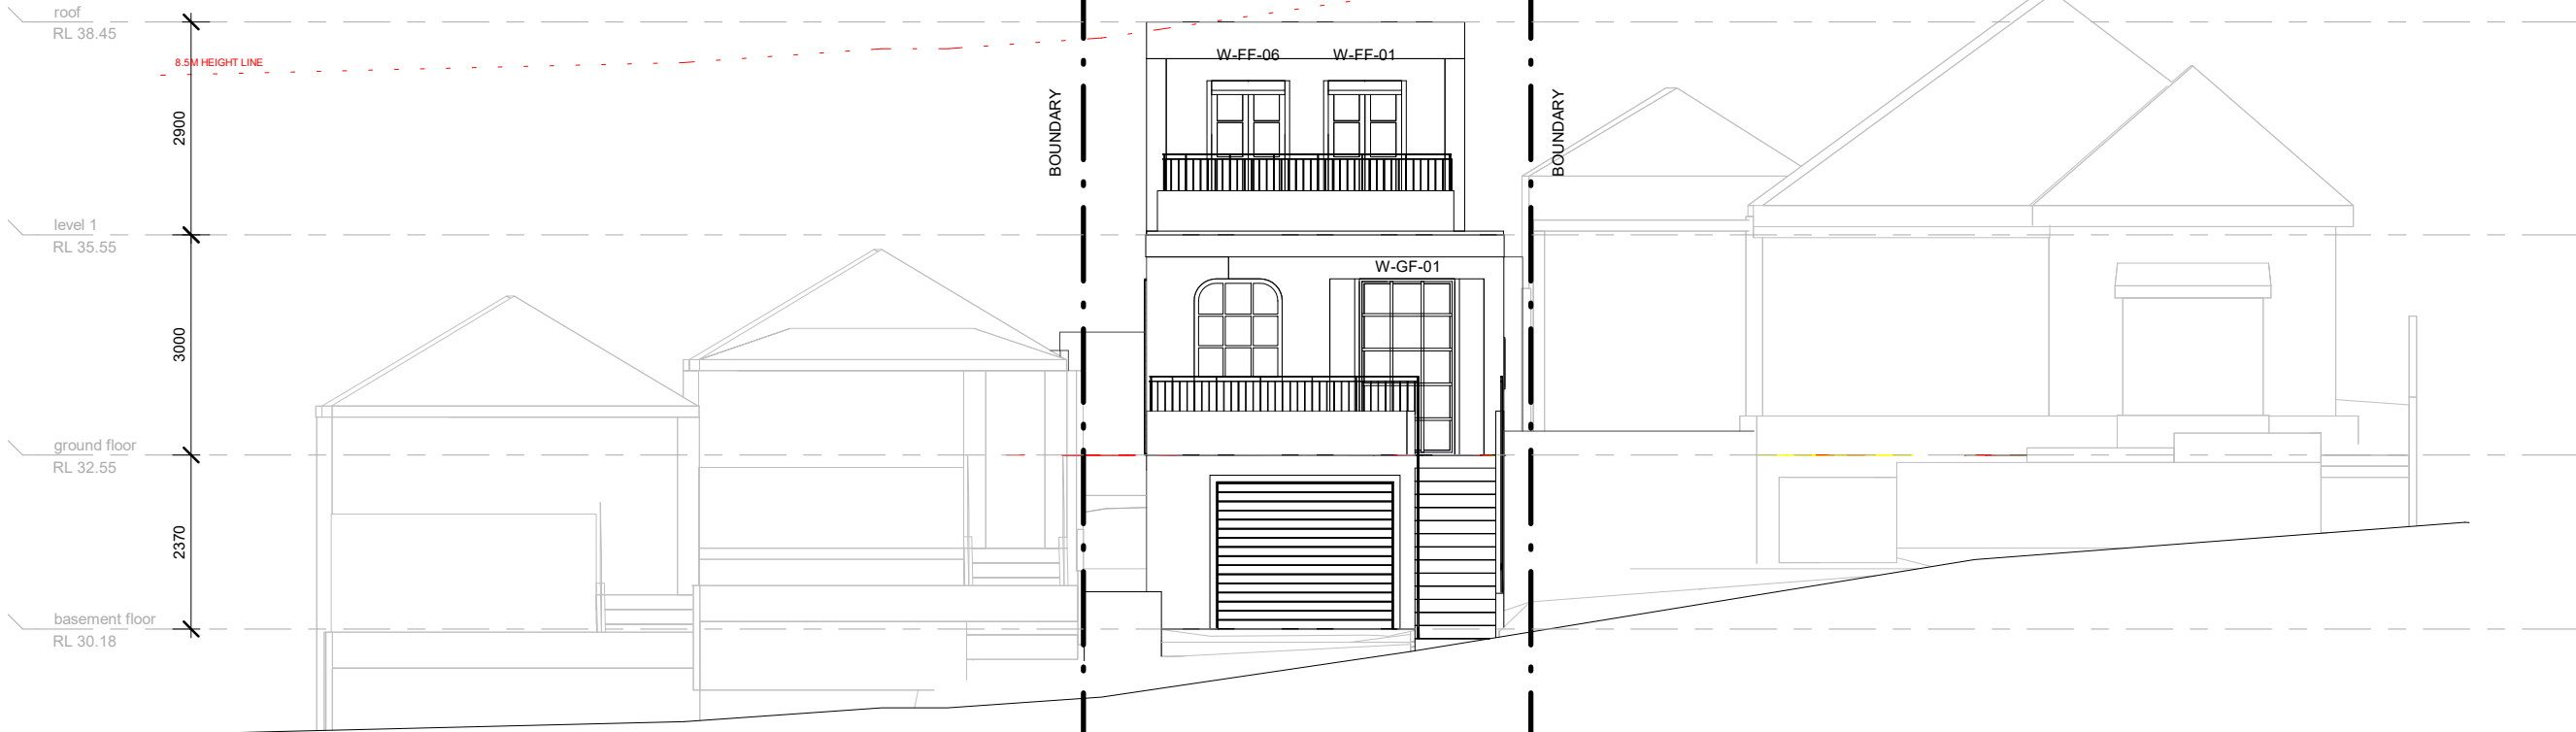 roof
RL 38.45
8.5M HEIGHT LINE
W-FF-06
W-FF-01
2900
BOUNDARY
BOUNDARY
level 1
RL 35.55
W-GF-01
3000
ground floor
RL 32.55
2370
basement floor
RL 30.18